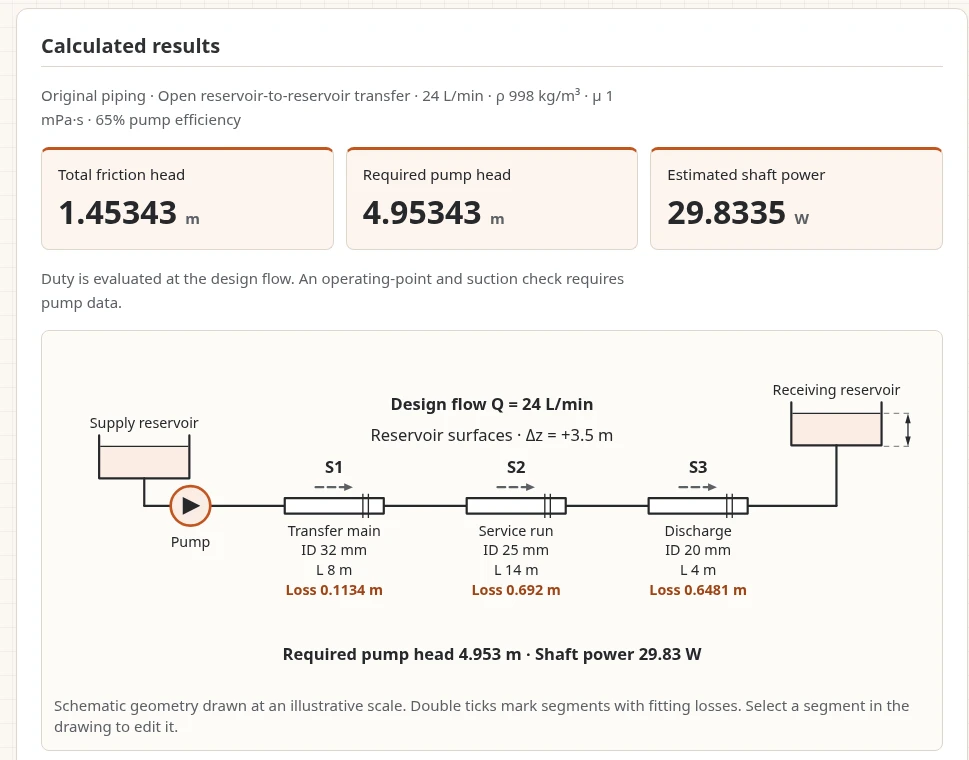 Calculated results
Original piping · Open reservoir-to-reservoir transfer · 24 L/min · ρ 998 kg/m³ · μ 1
mPa·s · 65% pump efficiency
Total friction head
1.45343 m
Required pump head
4.95343 m
Estimated shaft power
29.8335 W
Duty is evaluated at the design flow. An operating-point and suction check requires
pump data.
Receiving reservoir
Design flow Q = 24 L/min
Supply reservoir
Reservoir surfaces · Δz = +3.5 m
S1
S2
S3
Pump
Transfer main
ID 32 mm
L 8 m
Loss 0.1134 m
Service run
ID 25 mm
L 14 m
Loss 0.692 m
Discharge
ID 20 mm
L 4 m
Loss 0.6481 m
Required pump head 4.953 m · Shaft power 29.83 W
Schematic geometry drawn at an illustrative scale. Double ticks mark segments with fitting losses. Select a segment in the
drawing to edit it.